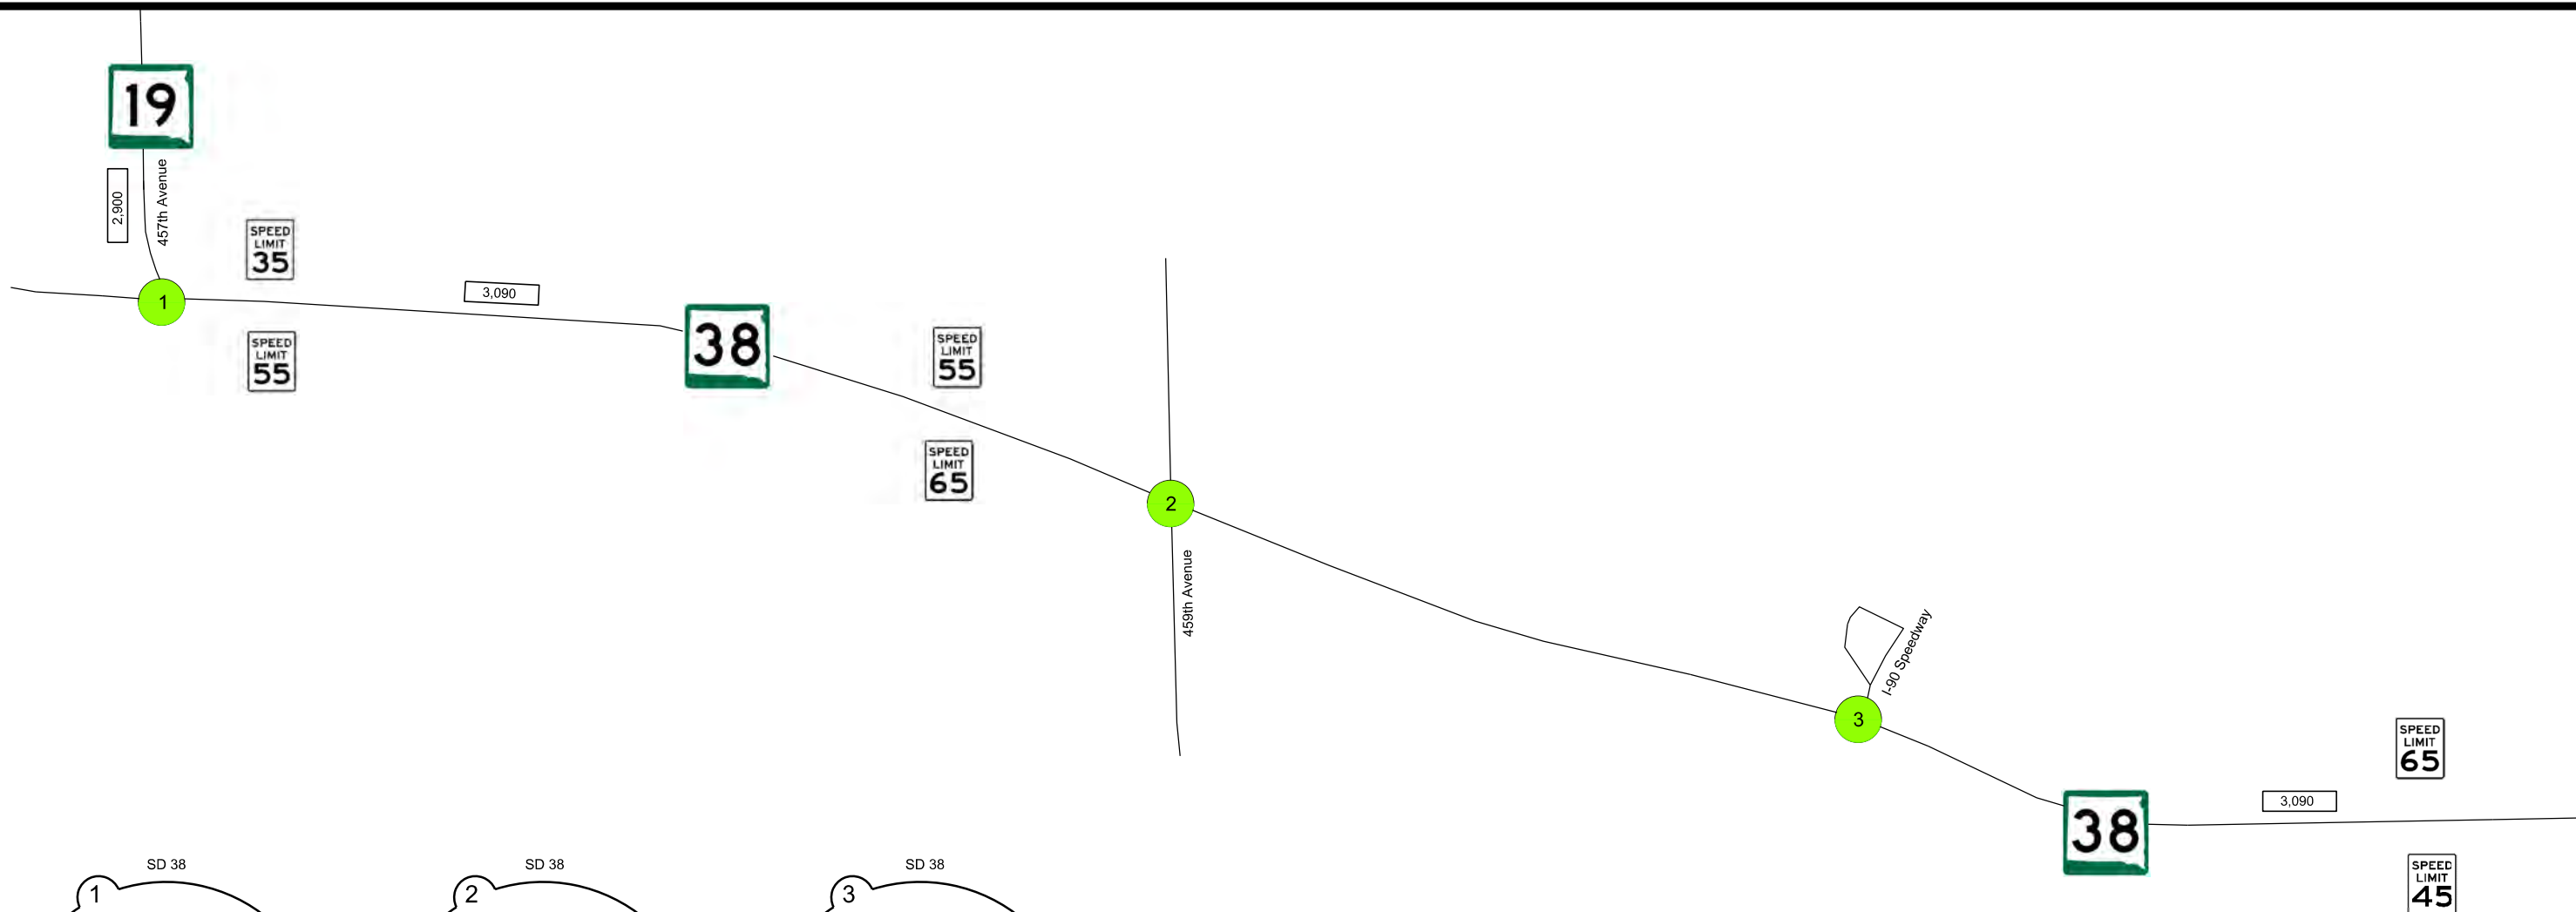 19
2,900
457th Avenue
SPEED
LIMIT
35
1
3,090
SPEED
LIMIT
55
38
SPEED
LIMIT
55
SPEED
LIMIT
65
2
459th Avenue
I-90 Speedway
3
SPEED
LIMIT
65
3,090
38
SPEED
LIMIT
45
SD 38
1
SD 38
2
SD 38
3